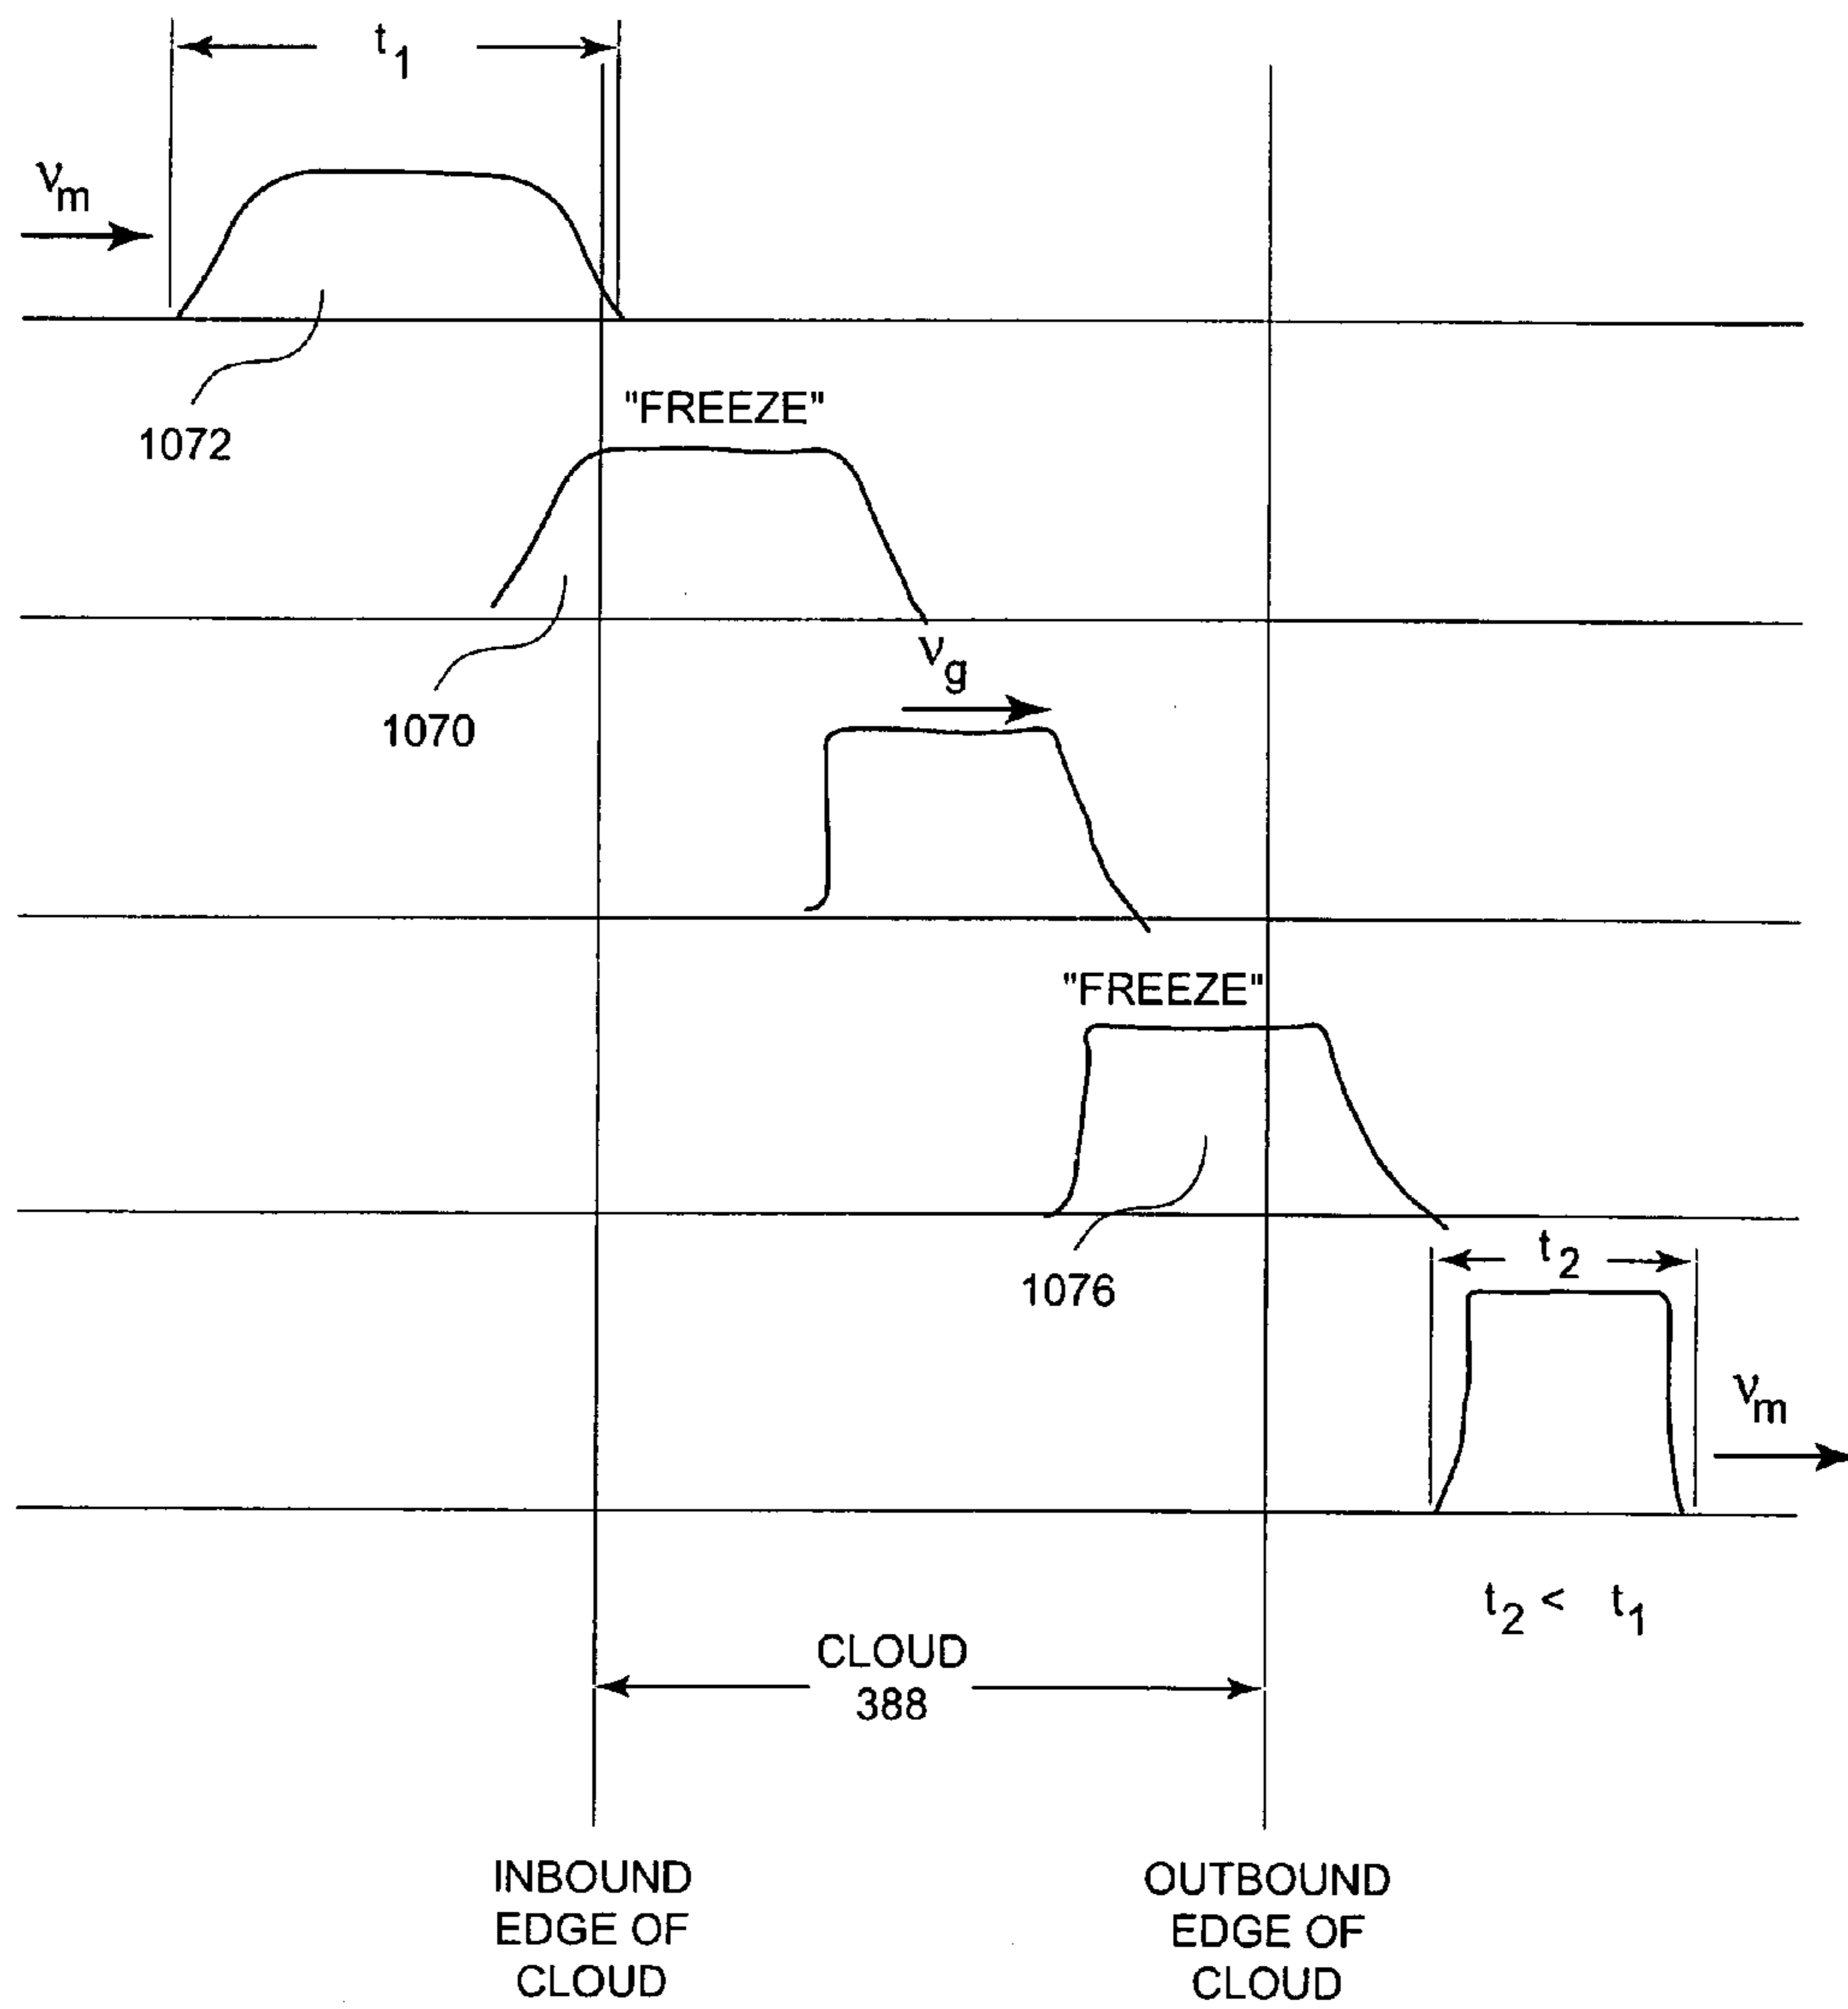 t1
νm
1072
"FREEZE"
1070
νg
"FREEZE"
1076
t2
νm
t2 < t1
CLOUD
388
INBOUND
EDGE OF
CLOUD
OUTBOUND
EDGE OF
CLOUD